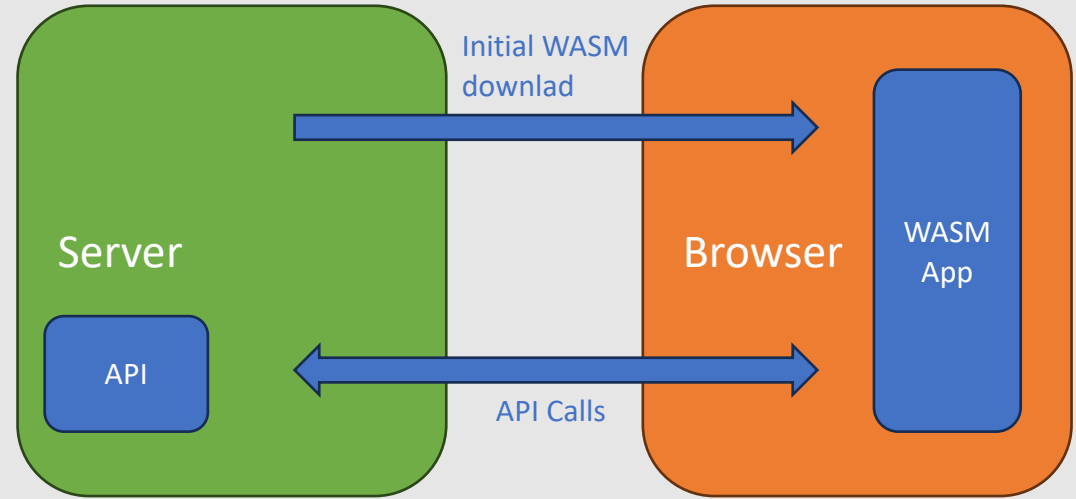 Initial WASM
downlad
Server
Browser
WASM
App
API
API Calls